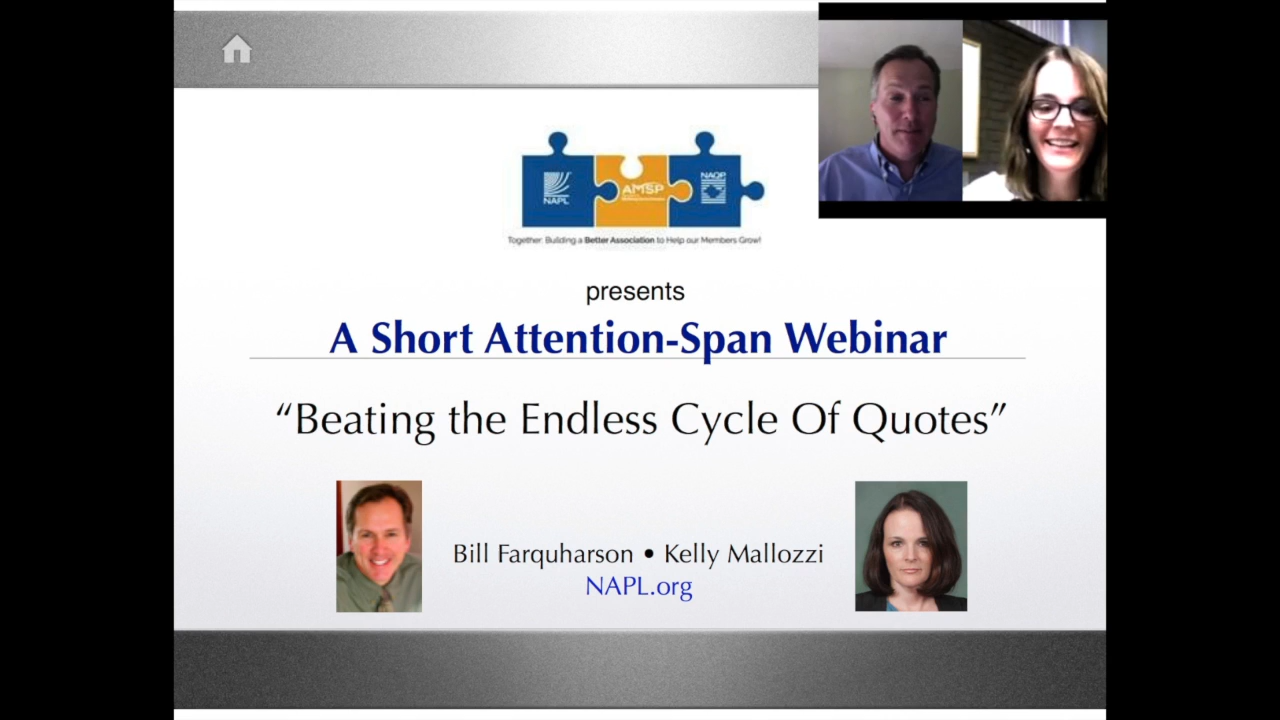 NAPL
AMSP
NAQP
Together: Building a Better Association to Help our Members Grow!
presents
A Short Attention-Span Webinar
“Beating the Endless Cycle Of Quotes”
Bill Farquharson • Kelly Mallozzi
NAPL.org